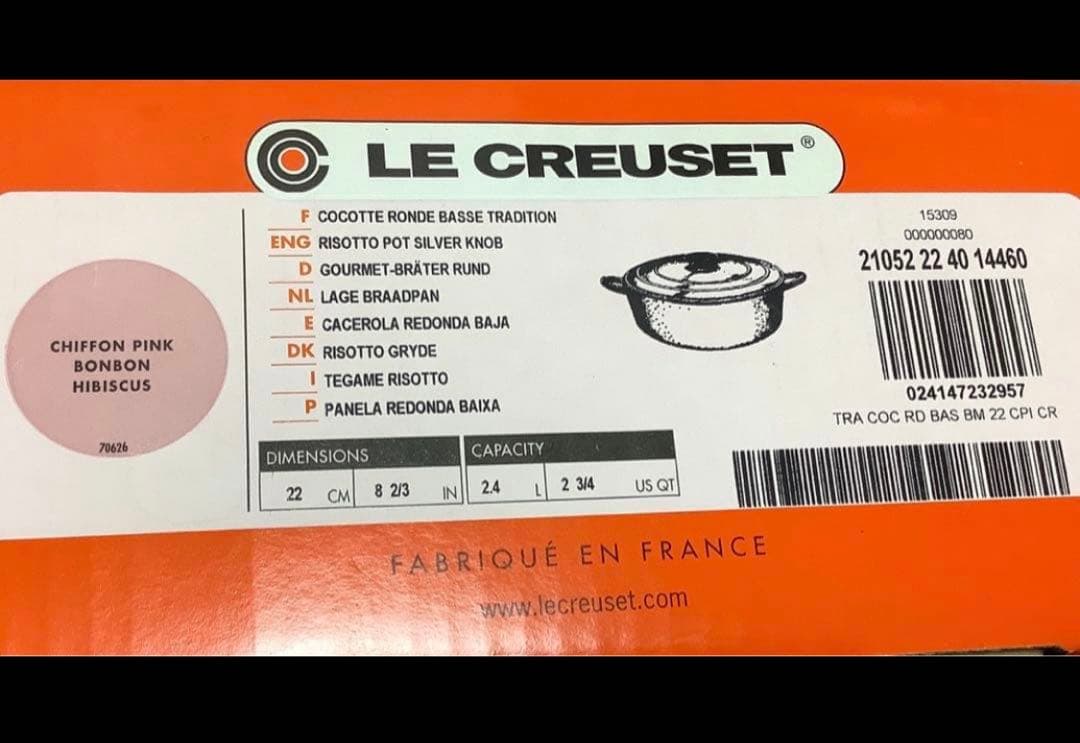 LE CREUSET®
F COCOTTE RONDE BASSE TRADITION
ENG RISOTTO POT SILVER KNOB
D GOURMET-BRÄTER RUND
NL LAGE BRAADPAN
E CACEROLA REDONDA BAJA
DK RISOTTO GRYDE
I TEGAME RISOTTO
P PANELA REDONDA BAIXA
CHIFFON PINK
BONBON
HIBISCUS
70626
DIMENSIONS
22 CM 8 2/3 IN
CAPACITY
2.4 L 2 3/4 US QT
15309
000000080
21052 22 40 14460
024147232957
TRA COC RD BAS BM 22 CPI CR
FABRIQUÉ EN FRANCE
www.lecreuset.com